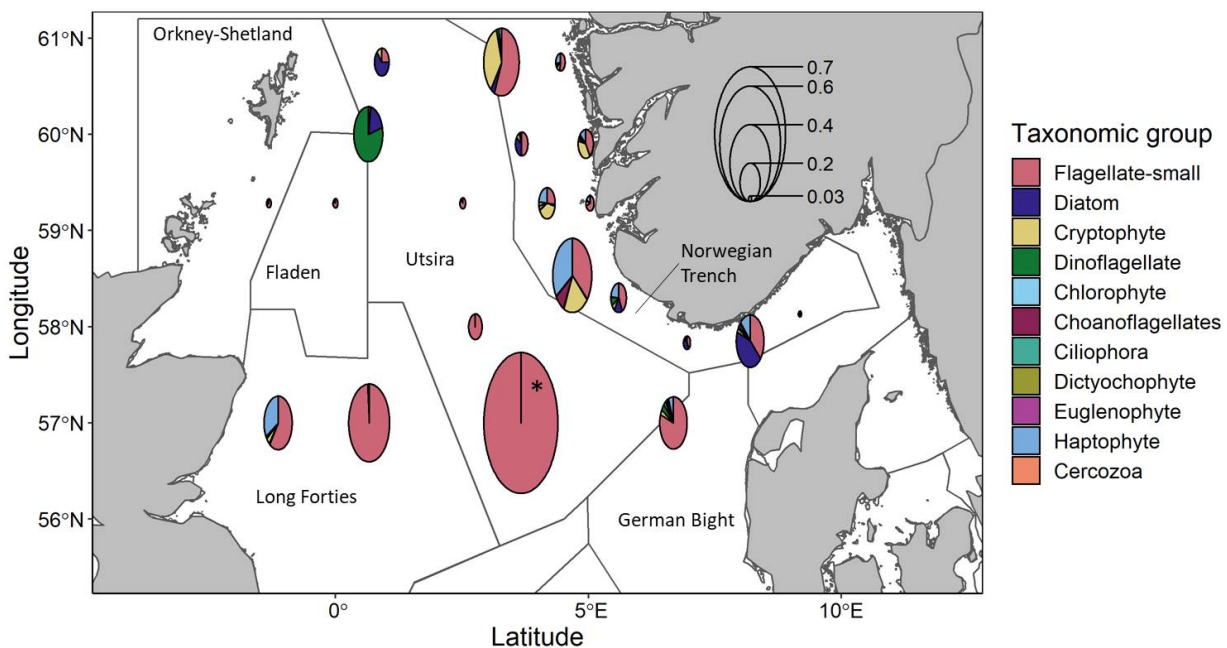 Orkney-Shetland
Fladen
Utsira
Norwegian
Trench
Long Forties
German Bight
*
0.7
0.6
0.4
0.2
0.03
61°N
60°N
59°N
58°N
57°N
56°N
Longitude
0°
5°E
10°E
Latitude
Taxonomic group
Flagellate-small
Diatom
Cryptophyte
Dinoflagellate
Chlorophyte
Choanoflagellates
Ciliophora
Dictyochophyte
Euglenophyte
Haptophyte
Cercozoa